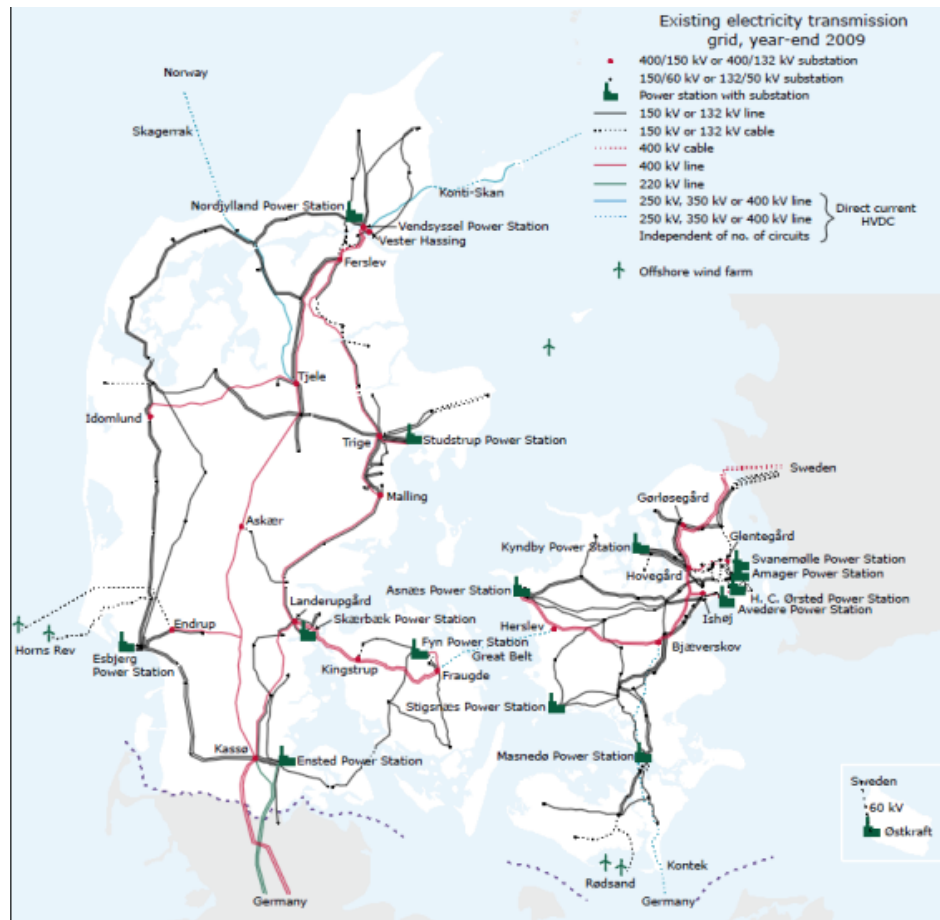 Existing electricity transmission
grid, year-end 2009
400/150 kV or 400/132 kV substation
150/60 kV or 132/50 kV substation
Power station with substation
150 kV or 132 kV line
150 kV or 132 kV cable
400 kV cable
400 kV line
220 kV line
250 kV, 350 kV or 400 kV line
250 kV, 350 kV or 400 kV line
Independent of no. of circuits
Direct current
HVDC
Offshore wind farm
Norway
Skagerrak
Konti-Skan
Nordjylland Power Station
Vendsyssel Power Station
Vester Hassing
Ferslev
Tjele
Idomlund
Trige
Studstrup Power Station
Malling
Askær
Landerupgård
Skærbæk Power Station
Endrup
Horns Rev
Esbjerg
Power Station
Kingstrup
Fyn Power Station
Great Belt
Fraugde
Kassø
Ensted Power Station
Germany
Sweden
Gørløsegård
Glentegård
Kyndby Power Station
Svanemølle Power Station
Amager Power Station
Hovegård
H. C. Ørsted Power Station
Avedøre Power Station
Asnæs Power Station
Ishøj
Herslev
Bjæverskov
Stigsnæs Power Station
Masnedø Power Station
Kontek
Rødsand
Germany
Sweden
60 kV
Østkraft